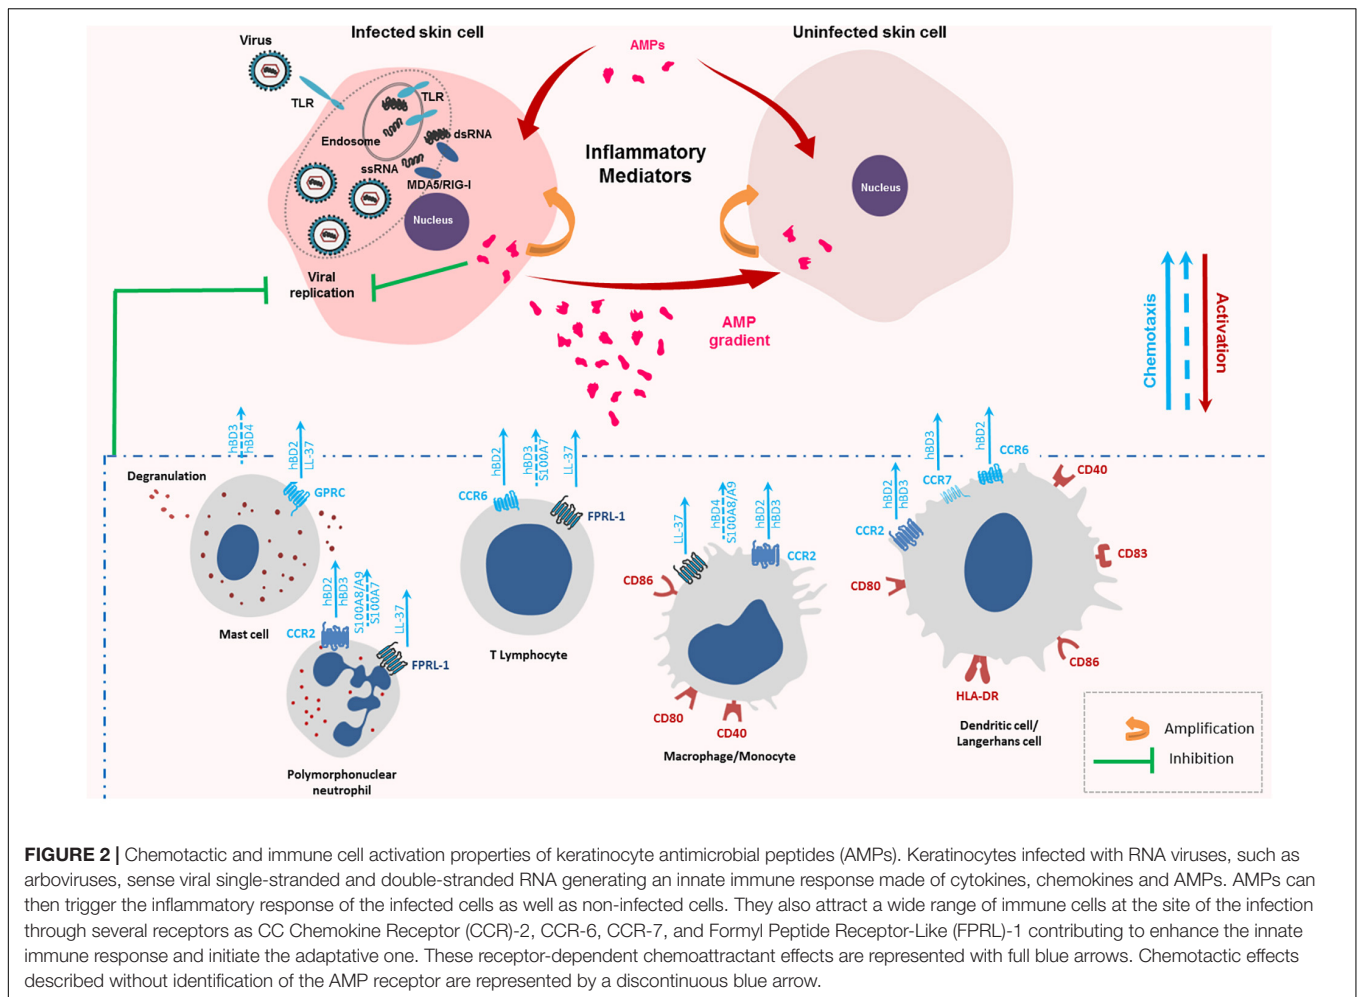 Infected skin cell
Uninfected skin cell
Virus
AMPs
TLR
TLR
Endosome
dsRNA
ssRNA
MDA5/RIG-I
Nucleus
Inflammatory
Mediators
Nucleus
Viral
replication
AMP
gradient
Chemotaxis
Activation
hBD3
hBD4
hBD2
LL-37
Degranulation
GPRC
Mast cell
hBD2
hBD3
S100A8/A9
S100A7
LL-37
CCR2
FPRL-1
Polymorphonuclear
neutrophil
hBD2
hBD3
S100A7
LL-37
CCR6
FPRL-1
T Lymphocyte
LL-37
hBD4
S100A8/A9
hBD2
hBD3
CCR2
CD86
CD80
CD40
Macrophage/Monocyte
hBD2
hBD3
hBD3
hBD2
CCR2
CCR7
CCR6
CD40
CD83
CD80
CD86
HLA-DR
Dendritic cell/
Langerhans cell
Amplification
Inhibition
FIGURE 2 | Chemotactic and immune cell activation properties of keratinocyte antimicrobial peptides (AMPs). Keratinocytes infected with RNA viruses, such as
arboviruses, sense viral single-stranded and double-stranded RNA generating an innate immune response made of cytokines, chemokines and AMPs. AMPs can
then trigger the inflammatory response of the infected cells as well as non-infected cells. They also attract a wide range of immune cells at the site of the infection
through several receptors as CC Chemokine Receptor (CCR)-2, CCR-6, CCR-7, and Formyl Peptide Receptor-Like (FPRL)-1 contributing to enhance the innate
immune response and initiate the adaptative one. These receptor-dependent chemoattractant effects are represented with full blue arrows. Chemotactic effects
described without identification of the AMP receptor are represented by a discontinuous blue arrow.